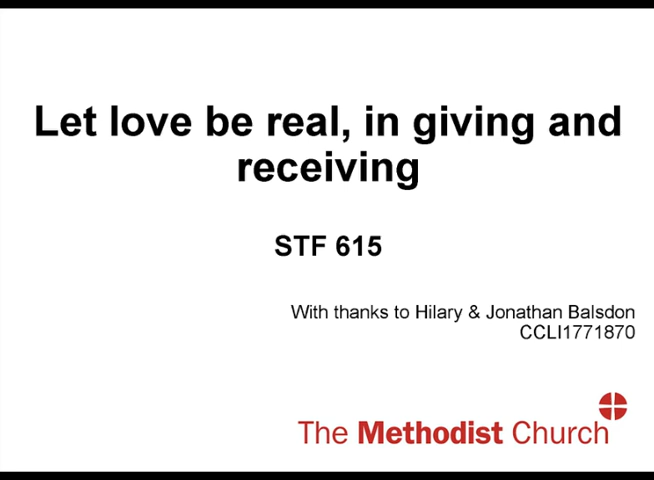 Let love be real, in giving and
receiving
STF 615
With thanks to Hilary & Jonathan Balsdon
CCLI1771870
The Methodist Church